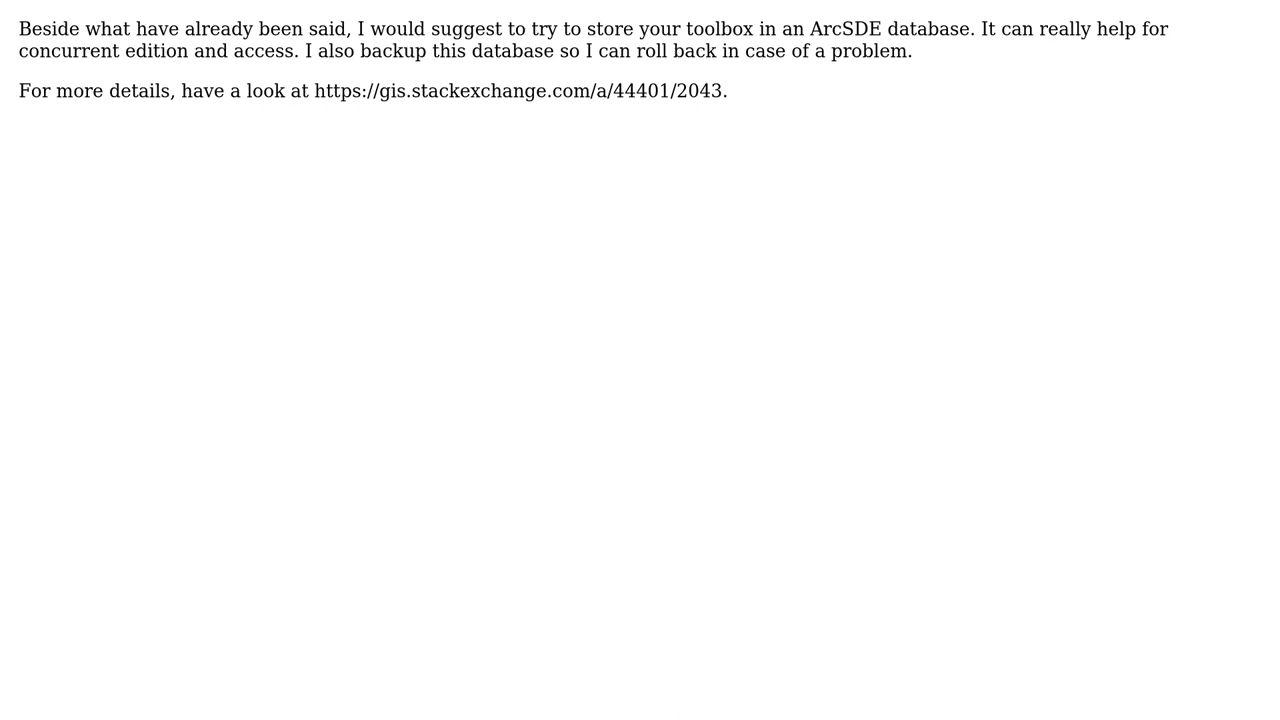 Beside what have already been said, I would suggest to try to store your toolbox in an ArcSDE database. It can really help for
concurrent edition and access. I also backup this database so I can roll back in case of a problem.
For more details, have a look at https://gis.stackexchange.com/a/44401/2043.